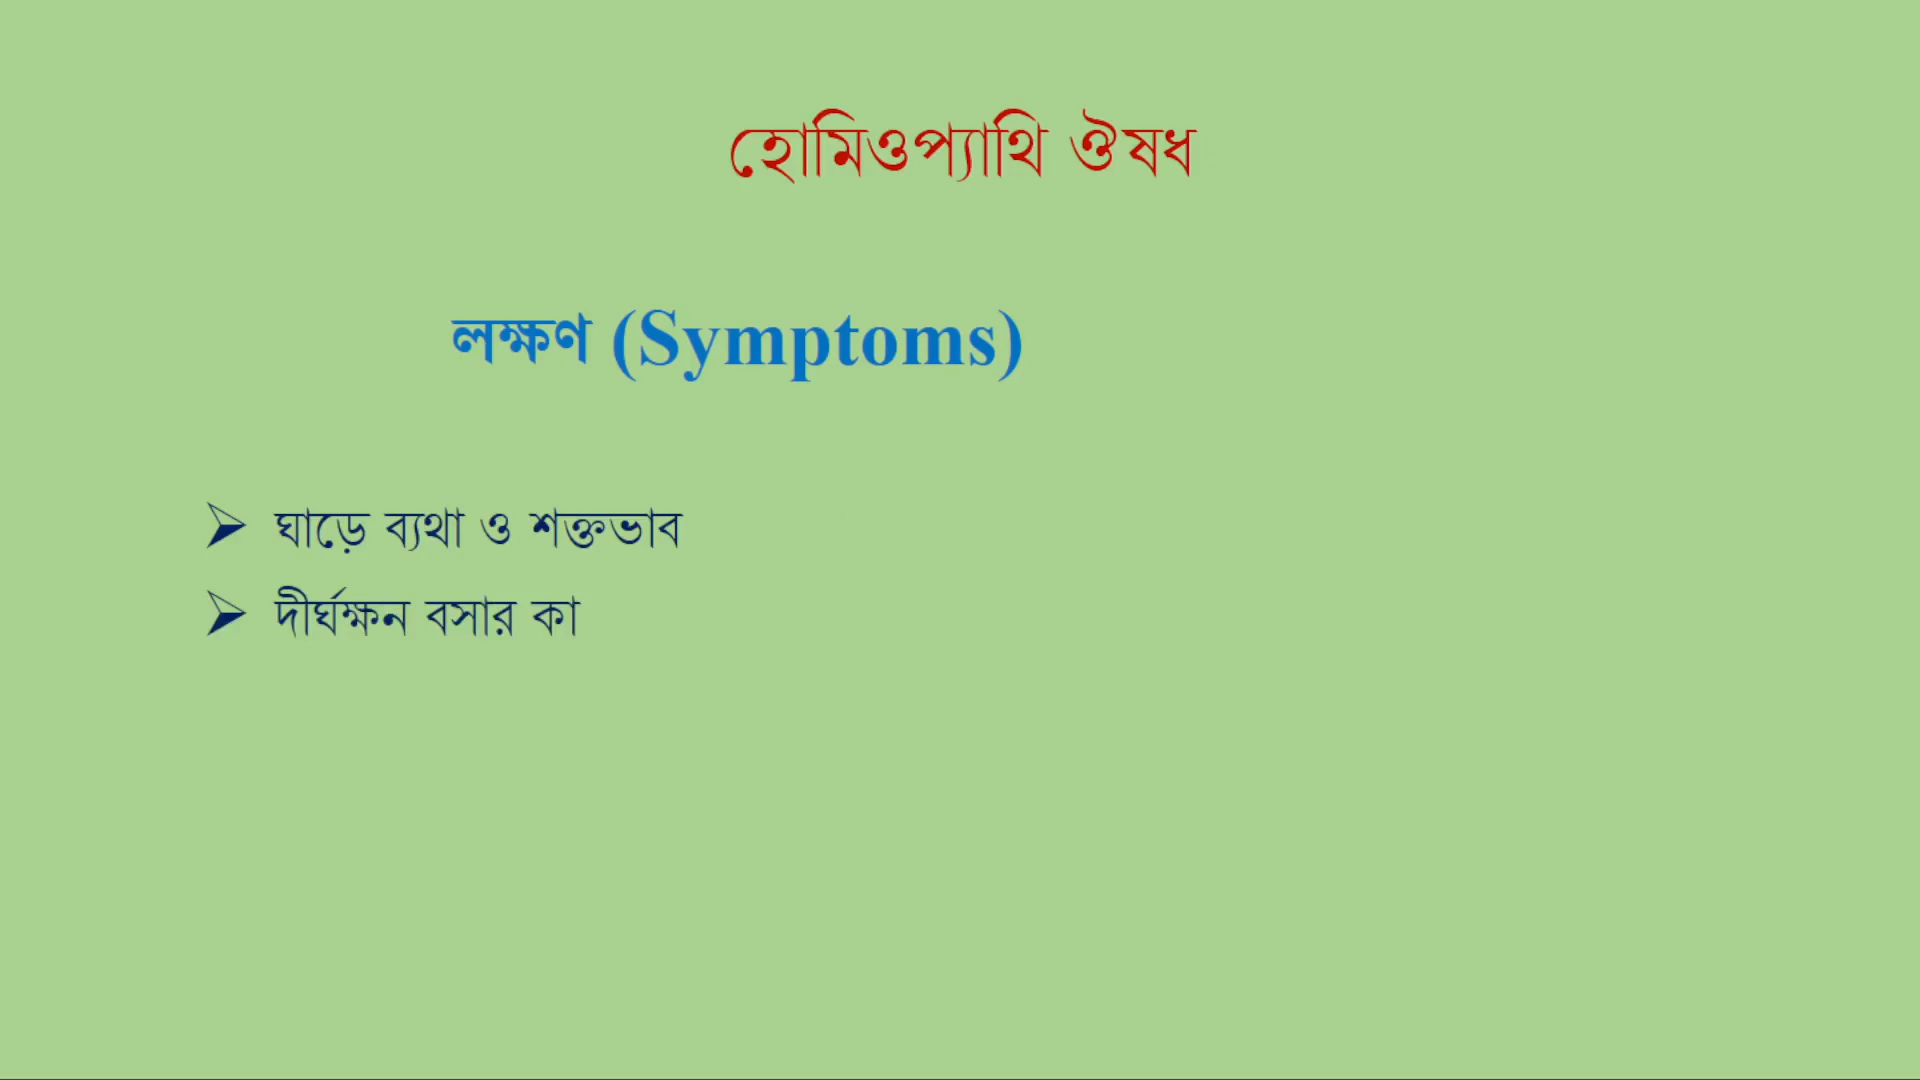 হোমিওপ্যাথি ঔষধ
লক্ষণ (Symptoms)
➢ ঘাড়ে ব্যথা ও শক্তভাব
➢ দীর্ঘক্ষন বসার কা